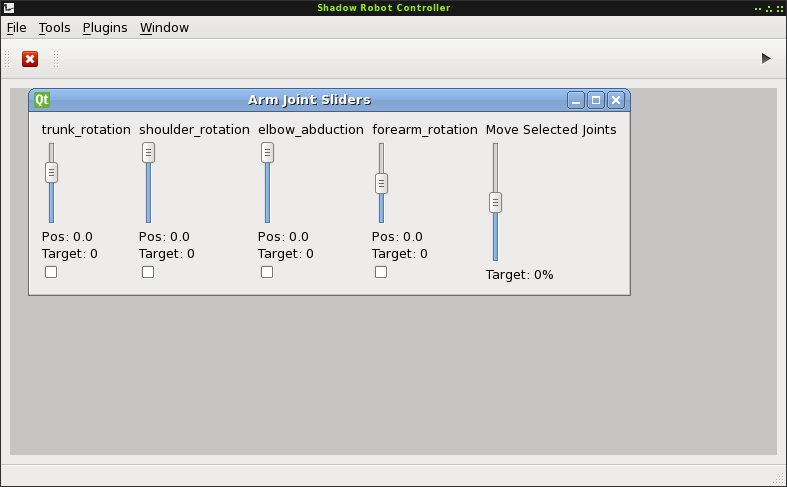 Shadow Robot Controller
File Tools Plugins Window
Qt Arm Joint Sliders
trunk_rotation shoulder_rotation elbow_abduction forearm_rotation Move Selected Joints
Pos: 0.0 Pos: 0.0 Pos: 0.0 Pos: 0.0
Target: 0 Target: 0 Target: 0 Target: 0
Target: 0%